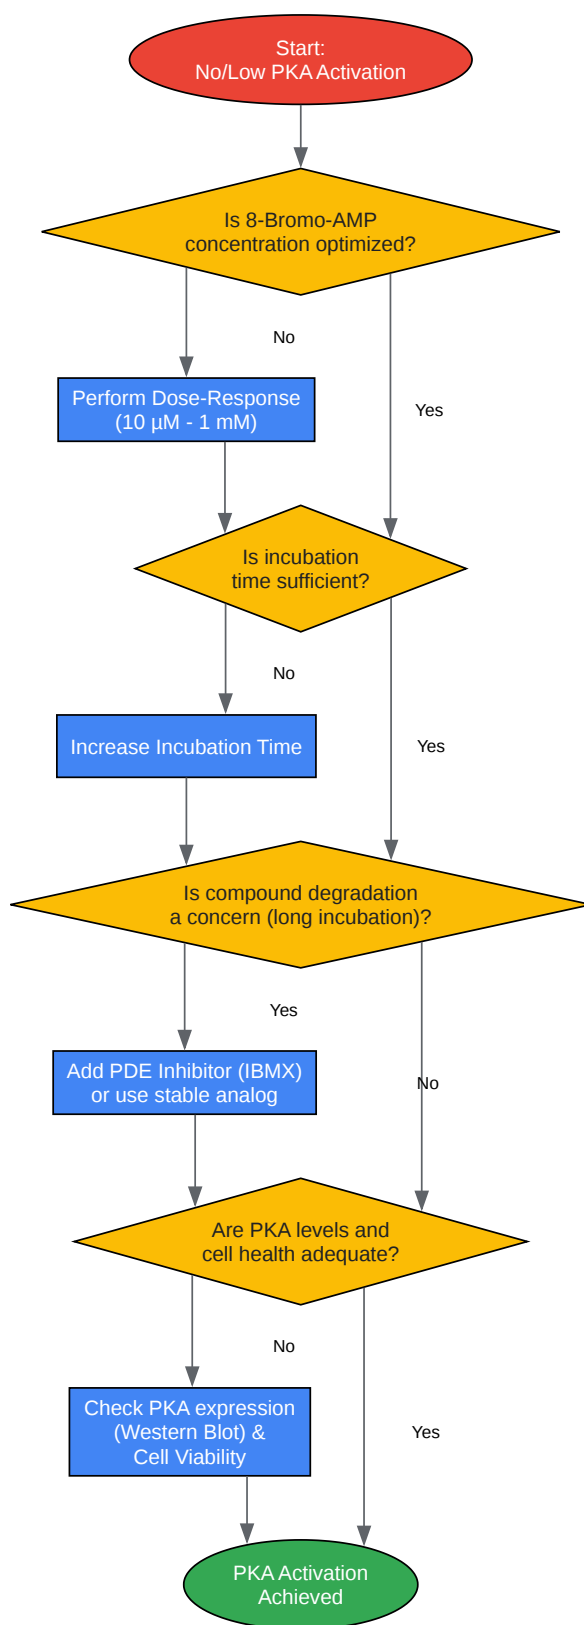 Start:
No/Low PKA Activation
Is 8-Bromo-AMP
concentration optimized?
No
Perform Dose-Response
(10 µM - 1 mM)
Yes
Is incubation
time sufficient?
No
Increase Incubation Time
Yes
Is compound degradation
a concern (long incubation)?
Yes
Add PDE Inhibitor (IBMX)
or use stable analog
No
Are PKA levels and
cell health adequate?
No
Check PKA expression
(Western Blot) &
Cell Viability
Yes
PKA Activation
Achieved